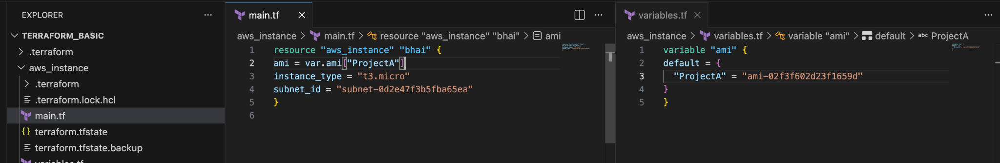 EXPLORER ...
TERRAFORM_BASIC
> .terraform
aws_instance
> .terraform
.terraform.lock.hcl
main.tf
{} terraform.tfstate
terraform.tfstate.backup
variables.tf
main.tf × ...
aws_instance > main.tf > resource "aws_instance" "bhai" > ami
1 resource "aws_instance" "bhai" {
2 ami = var.ami["ProjectA"]
3 instance_type = "t3.micro"
4 subnet_id = "subnet-0d2e47f3b5fba65ea"
5 }
6
variables.tf × ...
aws_instance > variables.tf > variable "ami" > default > abc ProjectA
1 variable "ami" {
2 default = {
3 "ProjectA" = "ami-02f3f602d23f1659d"
4 }
5 }